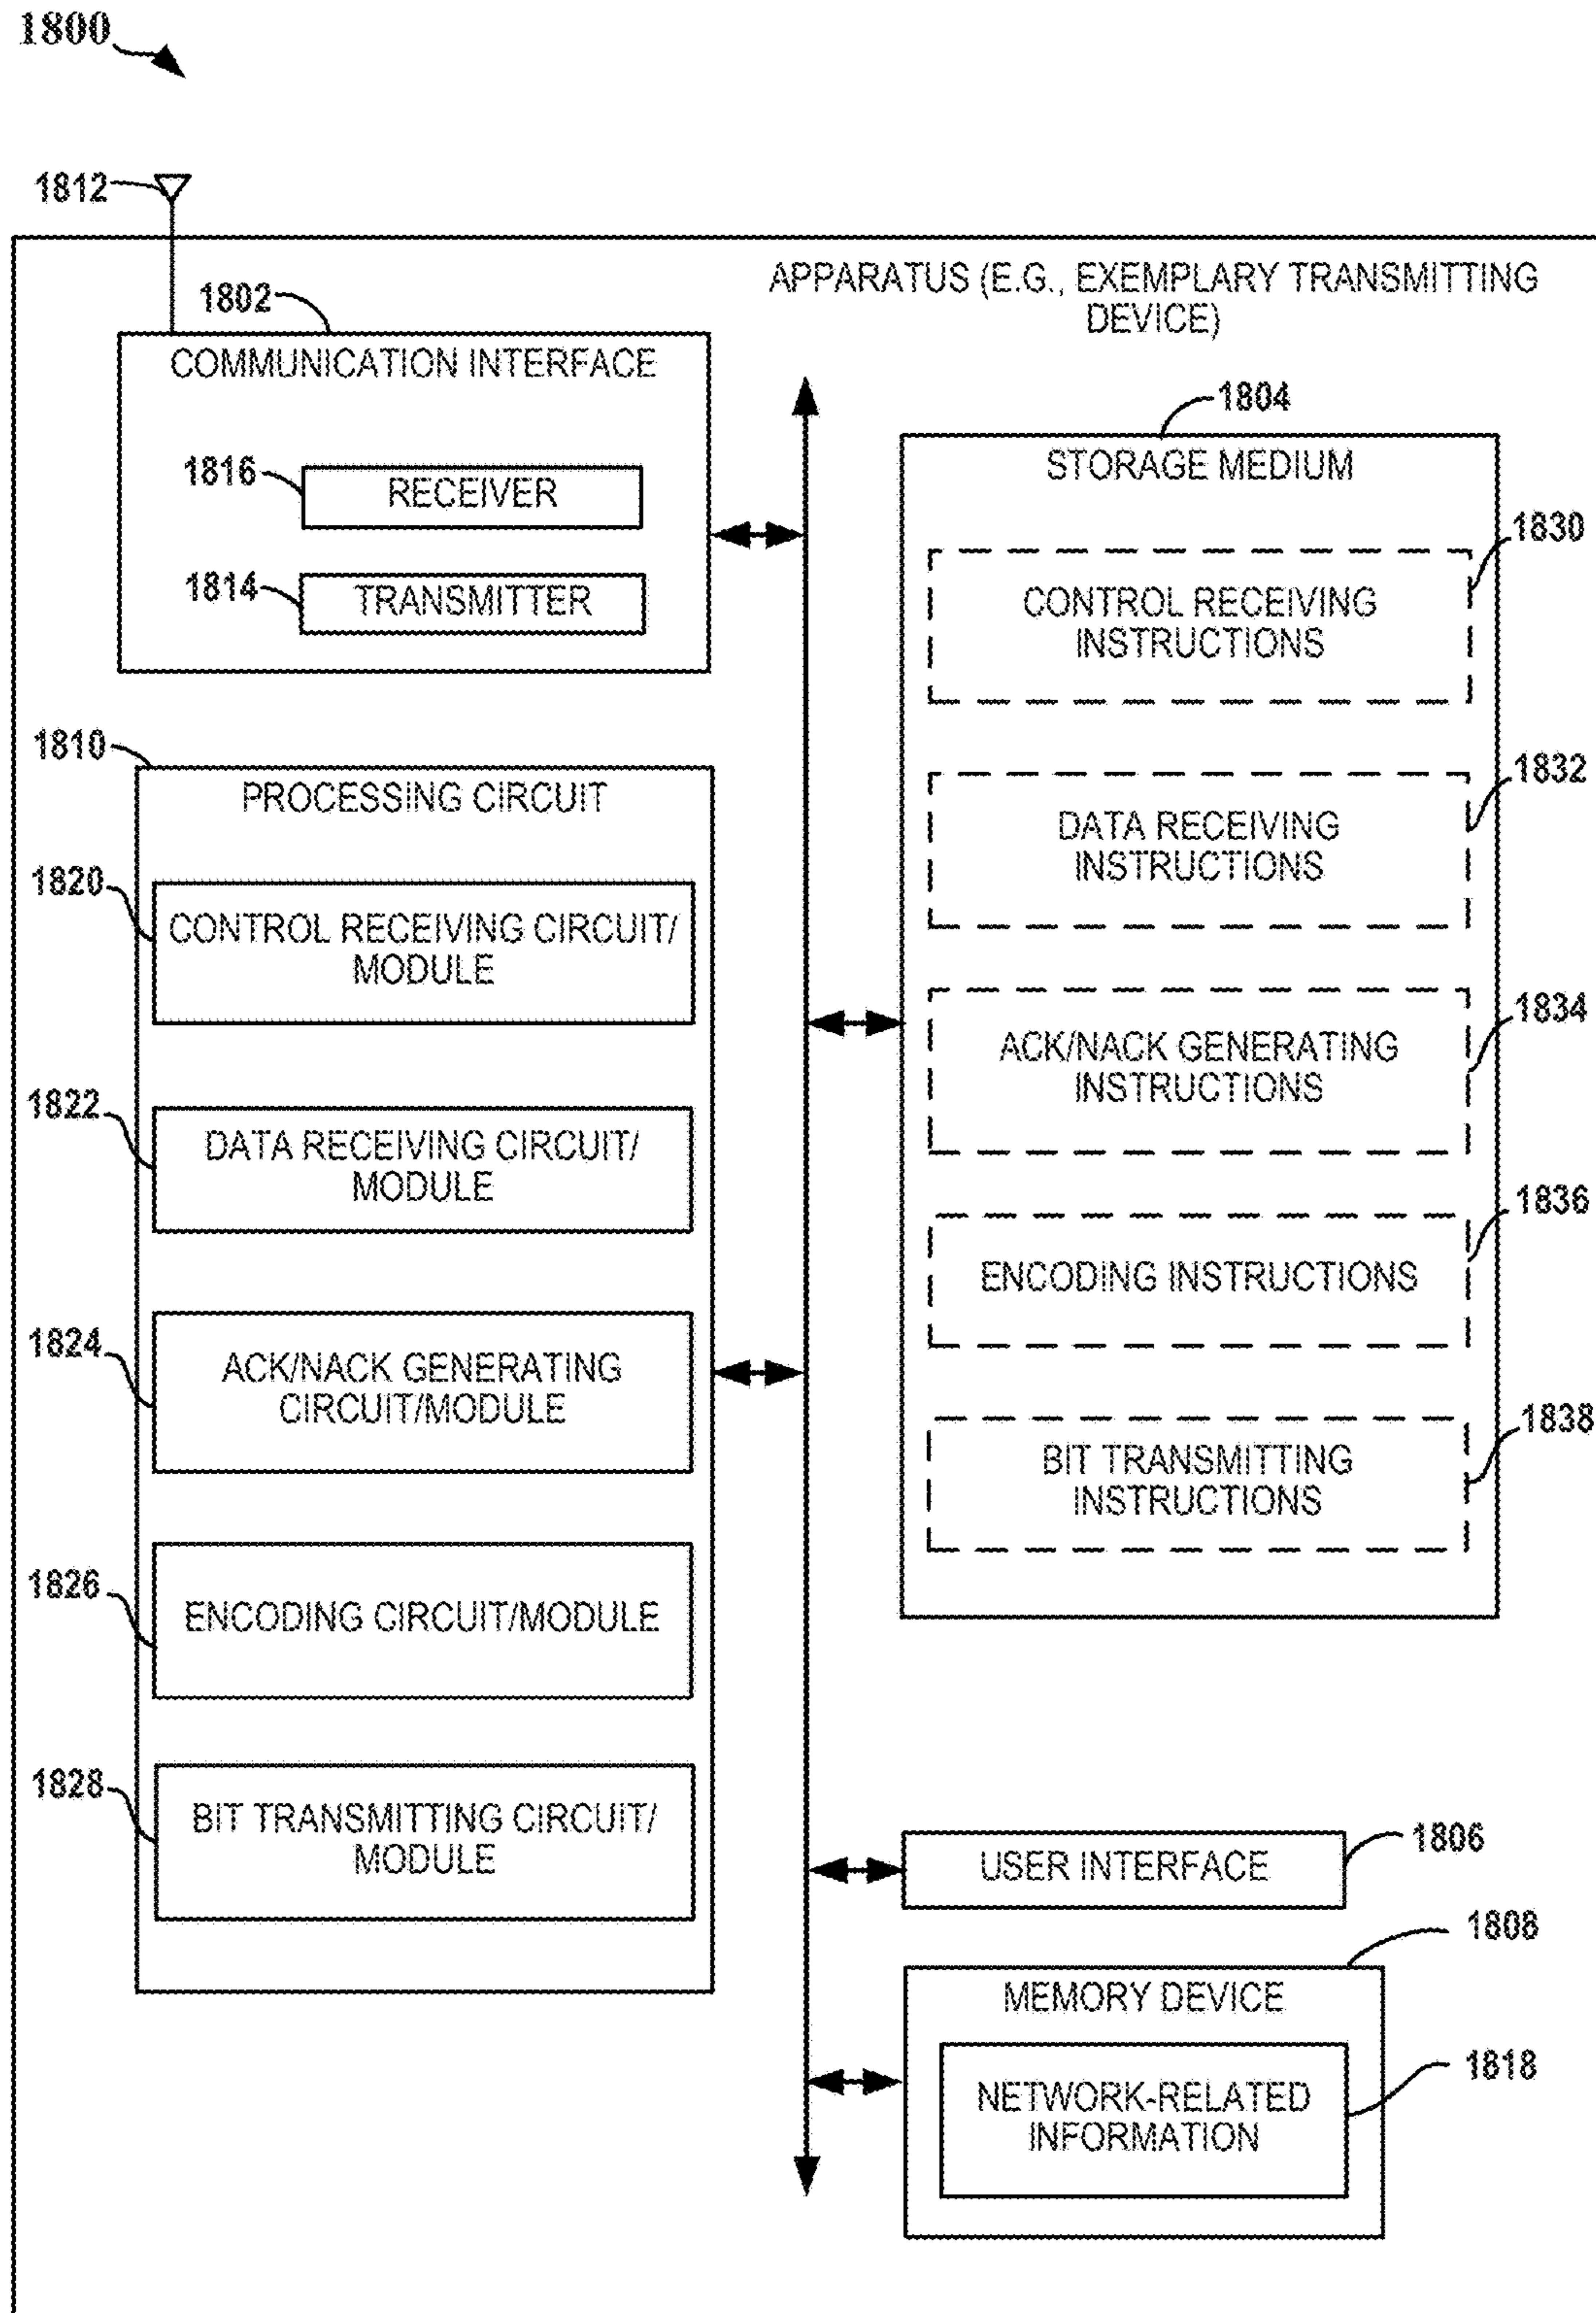 1800
1812
APPARATUS (E.G., EXEMPLARY TRANSMITTING
DEVICE)
1802
COMMUNICATION INTERFACE
1816
RECEIVER
1814
TRANSMITTER
1810
PROCESSING CIRCUIT
1820
CONTROL RECEIVING CIRCUIT/
MODULE
1822
DATA RECEIVING CIRCUIT/
MODULE
1824
ACK/NACK GENERATING
CIRCUIT/MODULE
1826
ENCODING CIRCUIT/MODULE
1828
BIT TRANSMITTING CIRCUIT/
MODULE
1804
STORAGE MEDIUM
1830
CONTROL RECEIVING
INSTRUCTIONS
1832
DATA RECEIVING
INSTRUCTIONS
1834
ACK/NACK GENERATING
INSTRUCTIONS
1836
ENCODING INSTRUCTIONS
1838
BIT TRANSMITTING
INSTRUCTIONS
1806
USER INTERFACE
1808
MEMORY DEVICE
1818
NETWORK-RELATED
INFORMATION